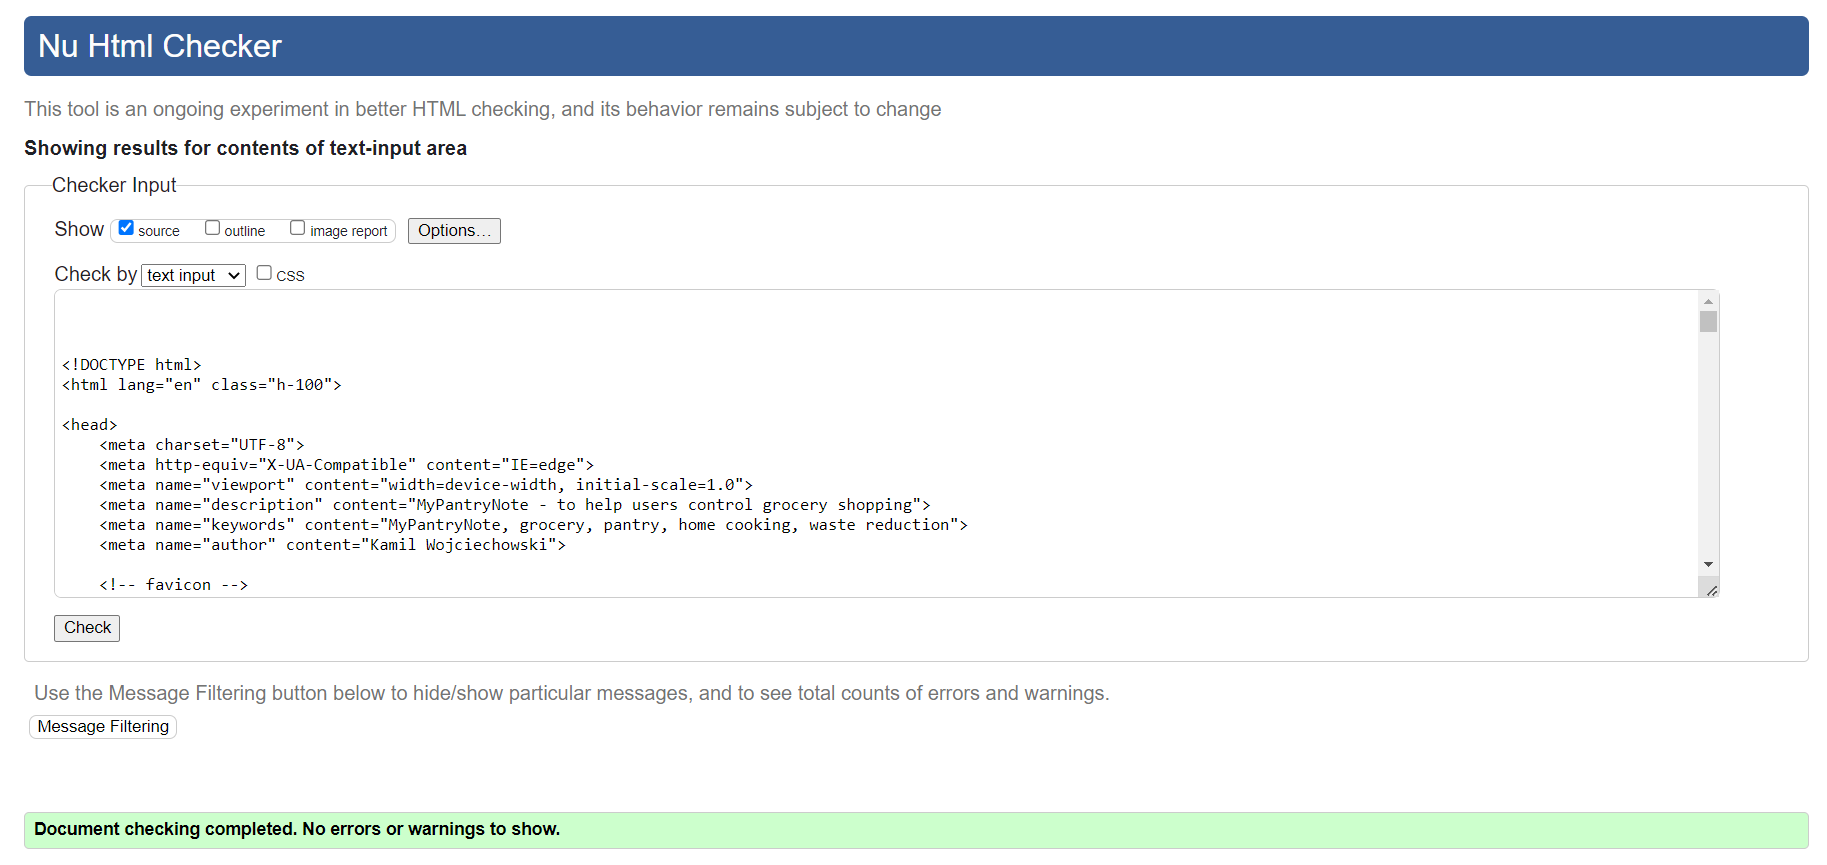 Nu Html Checker
This tool is an ongoing experiment in better HTML checking, and its behavior remains subject to change
Showing results for contents of text-input area
Checker Input
Show source outline image report Options...
Check by text input CSS
<!DOCTYPE html>
<html lang="en" class="h-100">
<head>
    <meta charset="UTF-8">
    <meta http-equiv="X-UA-Compatible" content="IE=edge">
    <meta name="viewport" content="width=device-width, initial-scale=1.0">
    <meta name="description" content="MyPantryNote - to help users control grocery shopping">
    <meta name="keywords" content="MyPantryNote, grocery, pantry, home cooking, waste reduction">
    <meta name="author" content="Kamil Wojciechowski">
    <!-- favicon -->
Check
Use the Message Filtering button below to hide/show particular messages, and to see total counts of errors and warnings.
Message Filtering
Document checking completed. No errors or warnings to show.